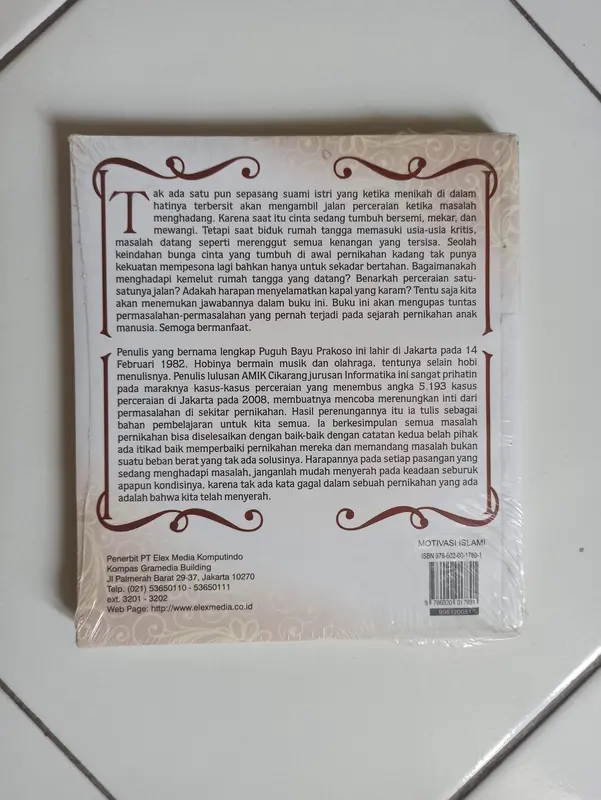 Tak ada satu pun sepasang suami istri yang ketika menikah di dalam
hatinya terbersit akan mengambil jalan perceraian ketika masalah
menghadang. Karena saat itu cinta sedang tumbuh bersemi, mekar, dan
mewangi. Tetapi saat biduk rumah tangga memasuki usia-usia kritis,
masalah datang seperti merenggut semua kenangan yang tersisa. Seolah
keindahan bunga cinta yang tumbuh di awal pernikahan kadang tak punya
kekuatan mempesona lagi bahkan hanya untuk sekadar bertahan. Bagaimanakah
menghadapi kemelut rumah tangga yang datang? Benarkah perceraian satu-
satunya jalan? Adakah harapan menyelamatkan kapal yang karam? Tentu saja kita
akan menemukan jawabannya dalam buku ini. Buku ini akan mengupas tuntas
permasalahan-permasalahan yang pernah terjadi pada sejarah pernikahan anak
manusia. Semoga bermanfaat.
Penulis yang bernama lengkap Puguh Bayu Prakoso ini lahir di Jakarta pada 14
Februari 1982. Hobinya bermain musik dan olahraga, tentunya selain hobi
menulisnya. Penulis lulusan AMIK Cikarang jurusan Informatika ini sangat prihatin
pada maraknya kasus-kasus perceraian yang menembus angka 5.193 kasus
perceraian di Jakarta pada 2008, membuatnya mencoba merenungkan inti dari
permasalahan di sekitar pernikahan. Hasil perenungannya itu ia tulis sebagai
bahan pembelajaran untuk kita semua. Ia berkesimpulan semua masalah
pernikahan bisa diselesaikan dengan baik-baik dengan catatan kedua belah pihak
ada itikad baik memperbaiki pernikahan mereka dan memandang masalah bukan
suatu beban berat yang tak ada solusinya. Harapannya pada setiap pasangan yang
sedang menghadapi masalah, janganlah mudah menyerah pada keadaan seburuk
apapun kondisinya, karena tak ada kata gagal dalam sebuah pernikahan yang ada
adalah bahwa kita telah menyerah.
Penerbit PT Elex Media Komputindo
Kompas Gramedia Building
Jl Palmerah Barat 29-37, Jakarta 10270
Telp. (021) 53650110 - 53650111
ext. 3201 - 3202
Web Page: http://www.elexmedia.co.id
MOTIVASI ISLAMI
ISBN 978-602-00-1789-1